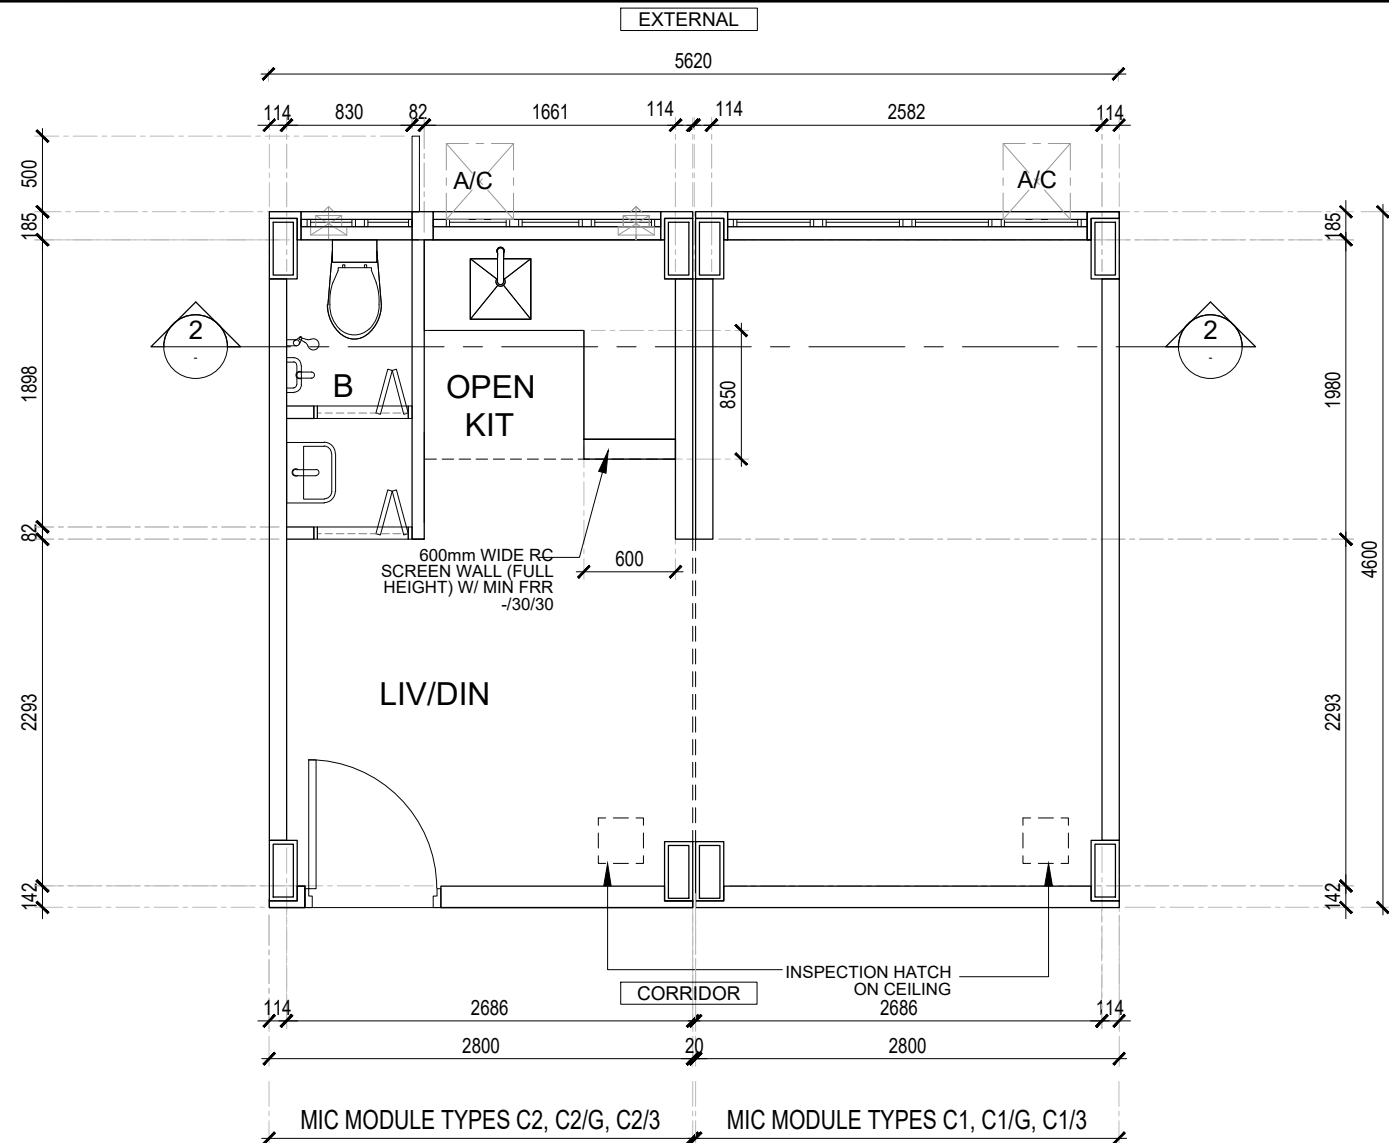 EXTERNAL
5620
114 830 82 1661 114 114 2582 114
500
A/C A/C
185 185
2 2
- -
1898 B OPEN 850 1980
KIT
82
600mm WIDE RC
SCREEN WALL (FULL
HEIGHT) W/ MIN FRR
-/30/30
600
4600
LIV/DIN
2293 2293
142 142
INSPECTION HATCH
ON CEILING
CORRIDOR
114 2686 2686 114
2800 20 2800
MIC MODULE TYPES C2, C2/G, C2/3 MIC MODULE TYPES C1, C1/G, C1/3